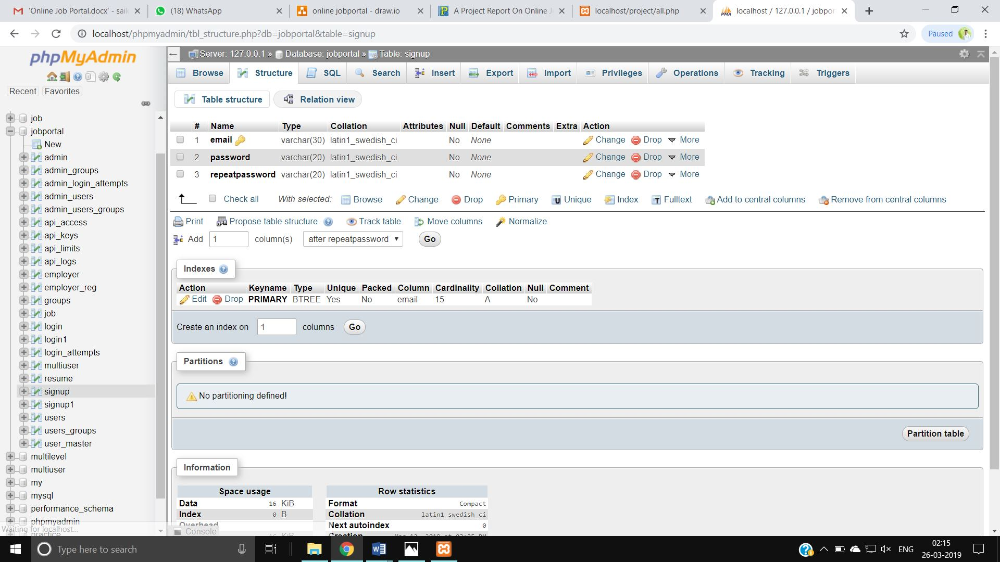 'Online Job Portal.docx' - saik
(18) WhatsApp
online jobportal - draw.io
A Project Report On Online J
localhost/project/all.php
localhost / 127.0.0.1 / jobpor
localhost/phpmyadmin/tbl_structure.php?db=jobportal&table=signup
Paused
phpMyAdmin
Recent Favorites
job
jobportal
New
admin
admin_groups
admin_login_attempts
admin_users
admin_users_groups
api_access
api_keys
api_limits
api_logs
employer
employer_reg
groups
job
login
login1
login_attempts
multiuser
resume
signup
signup1
users
users_groups
user_master
multilevel
multiuser
my
mysql
performance_schema
phpmyadmin
practice
Waiting for localhost...
Server: 127.0.0.1 » Database: jobportal » Table: signup
Browse Structure SQL Search Insert Export Import Privileges Operations Tracking Triggers
Table structure Relation view
# Name Type Collation Attributes Null Default Comments Extra Action
1 email varchar(30) latin1_swedish_ci No None Change Drop More
2 password varchar(20) latin1_swedish_ci No None Change Drop More
3 repeatpassword varchar(20) latin1_swedish_ci No None Change Drop More
Check all With selected: Browse Change Drop Primary Unique Index Fulltext Add to central columns Remove from central columns
Print Propose table structure Track table Move columns Normalize
Add 1 column(s) after repeatpassword Go
Indexes
Action Keyname Type Unique Packed Column Cardinality Collation Null Comment
Edit Drop PRIMARY BTREE Yes No email 15 A No
Create an index on 1 columns Go
Partitions
No partitioning defined!
Partition table
Information
Space usage
Data 16 KiB
Index 0 B
Overhead
16 KiB
Row statistics
Format Compact
Collation latin1_swedish_ci
Next autoindex 0
Creation
Console
Type here to search
ENG
02:15
26-03-2019